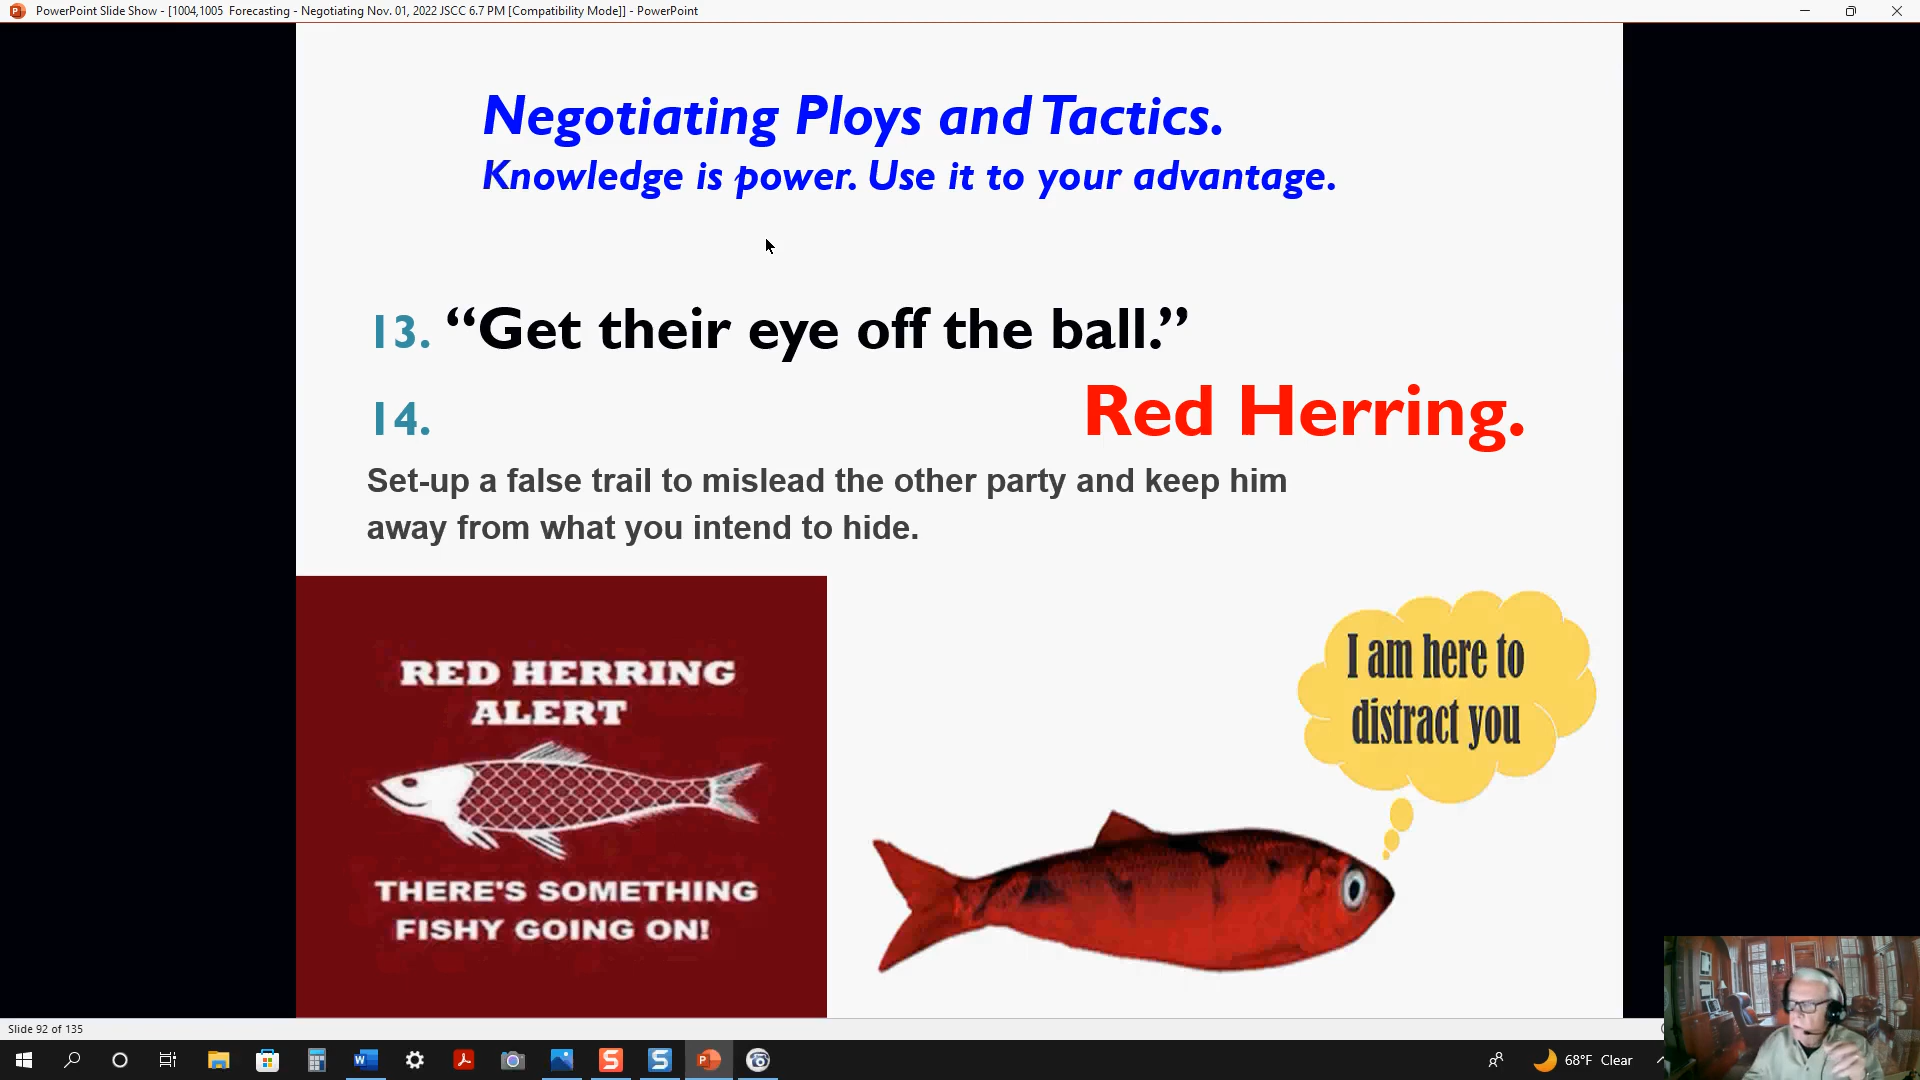 PowerPoint Slide Show - [1004,1005 Forecasting - Negotiating Nov. 01, 2022 JSCC 6.7 PM [Compatibility Mode]] - PowerPoint
Negotiating Ploys and Tactics.
Knowledge is power. Use it to your advantage.
13. “Get their eye off the ball.”
14. Red Herring.
Set-up a false trail to mislead the other party and keep him
away from what you intend to hide.
RED HERRING
ALERT
THERE'S SOMETHING
FISHY GOING ON!
I am here to
distract you
Slide 92 of 135
68°F Clear